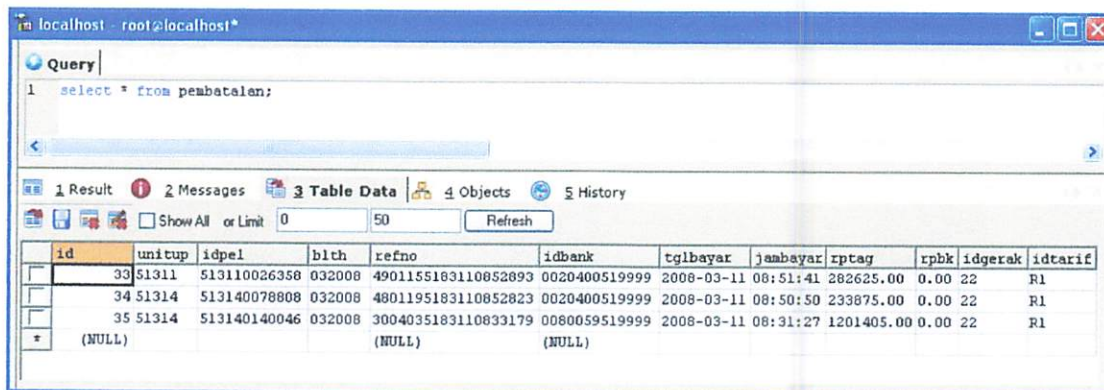 localhost - root@localhost*
Query
1 select * from pembatalan;
1 Result 2 Messages 3 Table Data 4 Objects 5 History
Show All or Limit 0 50 Refresh
id unitup idpel blth refno idbank tglbayar jambayar rptag rpbk idgerak idtarif
33 51311 513110026358 032008 4901155183110852893 0020400519999 2008-03-11 08:51:41 282625.00 0.00 22 R1
34 51314 513140078808 032008 4801195183110852823 0020400519999 2008-03-11 08:50:50 233875.00 0.00 22 R1
35 51314 513140140046 032008 3004035183110833179 0080059519999 2008-03-11 08:31:27 1201405.00 0.00 22 R1
* (NULL) (NULL) (NULL)